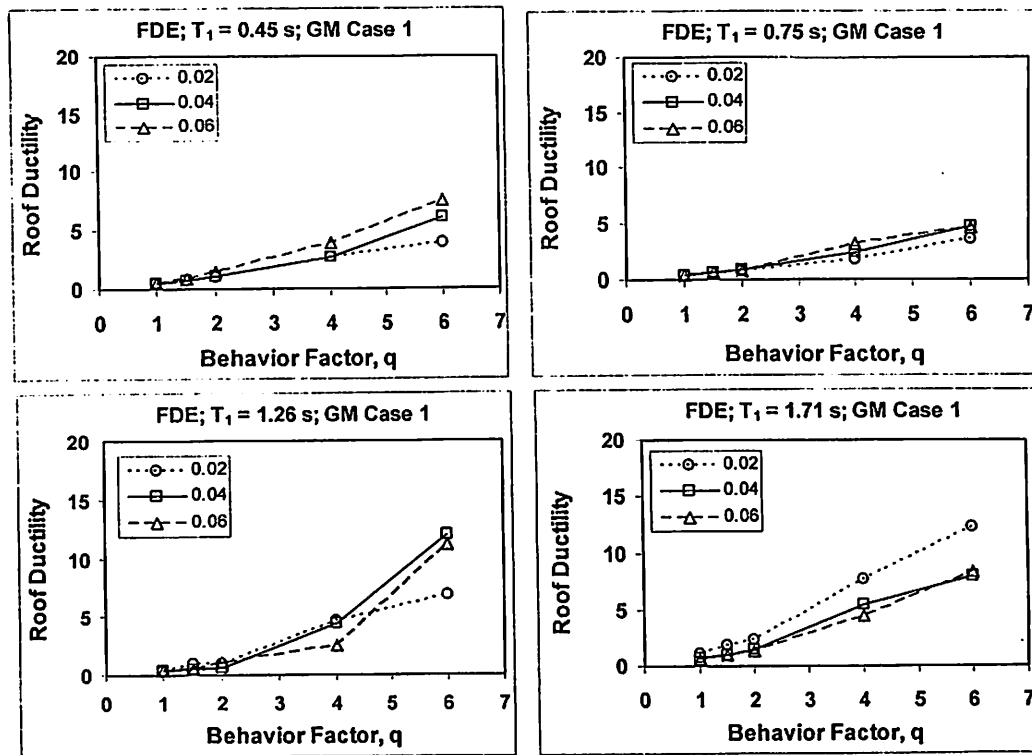 FDE; T₁ = 0.45 s; GM Case 1
20
15
10
5
0
0.02
0.04
0.06
Roof Ductility
0 1 2 3 4 5 6 7
Behavior Factor, q
FDE; T₁ = 0.75 s; GM Case 1
20
15
10
5
0
0.02
0.04
0.06
Roof Ductility
0 1 2 3 4 5 6 7
Behavior Factor, q
FDE; T₁ = 1.26 s; GM Case 1
20
15
10
5
0
0.02
0.04
0.06
Roof Ductility
0 1 2 3 4 5 6 7
Behavior Factor, q
FDE; T₁ = 1.71 s; GM Case 1
20
15
10
5
0
0.02
0.04
0.06
Roof Ductility
0 1 2 3 4 5 6 7
Behavior Factor, q